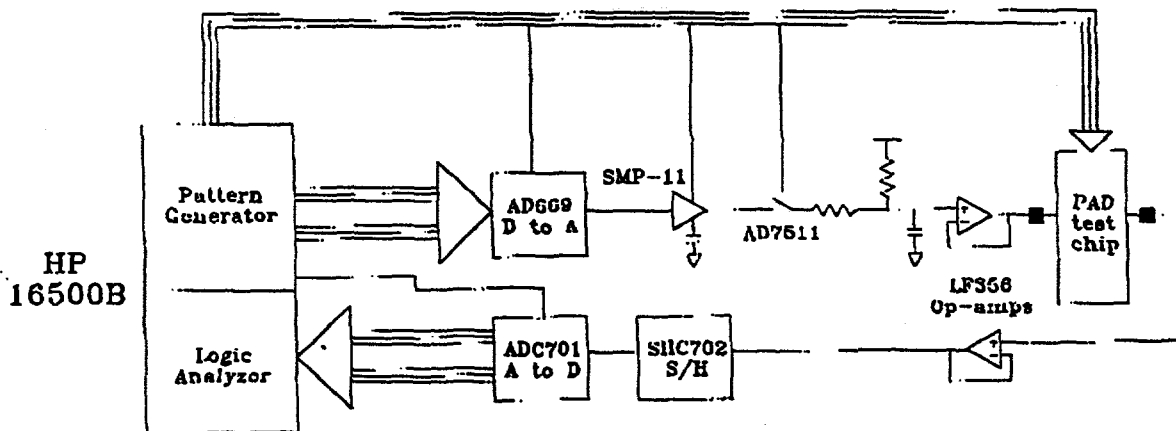 SMP-11
Pattern
Generator
AD669
D to A
AD7511
PAD
test
chip
HP
16500B
LF356
Op-amps
Logic
Analyzor
ADC701
A to D
SHC702
S/H